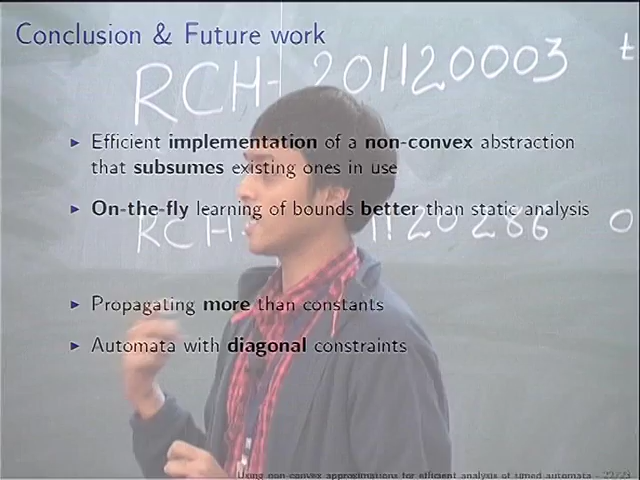 Conclusion & Future work
RCH-201120003 t
▸ Efficient implementation of a non-convex abstraction
that subsumes existing ones in use
▸ On-the-fly learning of bounds better than static analysis
▸ Propagating more than constants
▸ Automata with diagonal constraints
Using non-convex approximations for efficient analysis of timed automata - 22/23